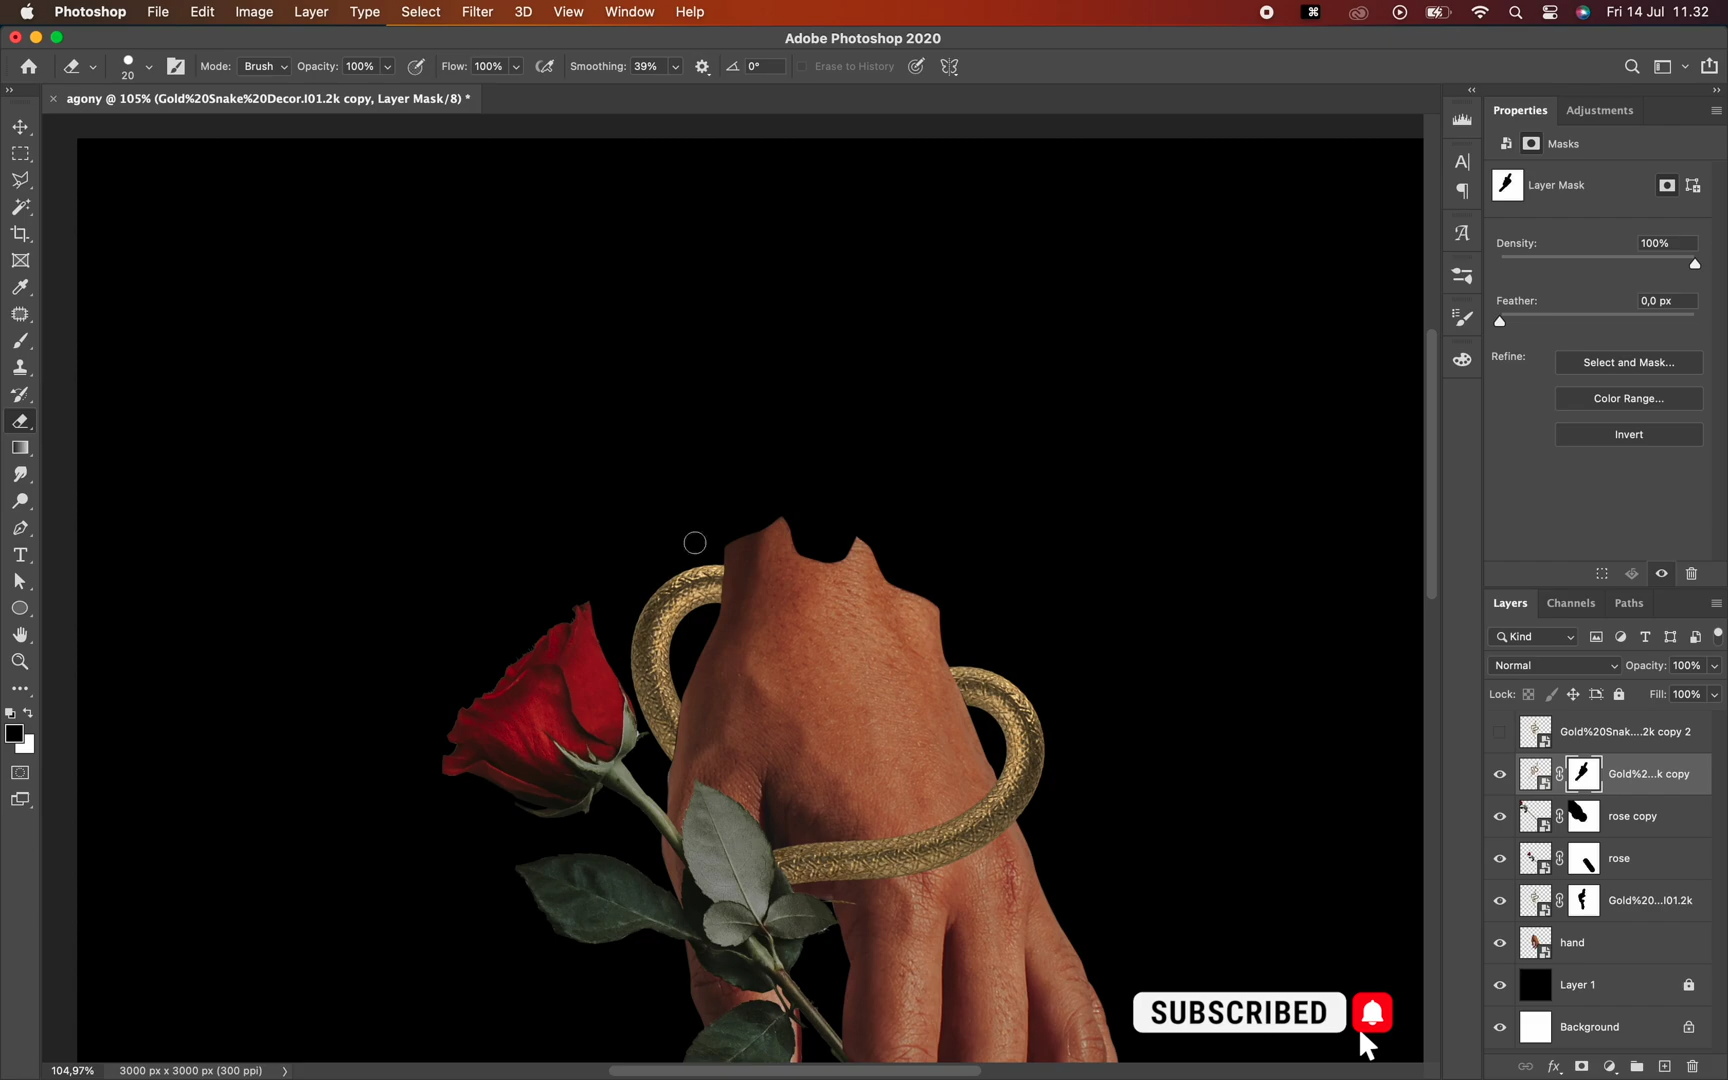 Photoshop File Edit Image Layer Type Select Filter 3D View Window Help Fri 14 Jul 11.32
Adobe Photoshop 2020
20 Mode: Brush Opacity: 100% Flow: 100% Smoothing: 39% 0° Erase to History
agony @ 105% (Gold%20Snake%20Decor.I01.2k copy, Layer Mask/8) *
Properties Adjustments
Masks
Layer Mask
Density: 100%
Feather: 0,0 px
Refine: Select and Mask...
Color Range...
Invert
Layers Channels Paths
Kind
Normal Opacity: 100%
Lock: Fill: 100%
Gold%20Snak....2k copy 2
Gold%2...k copy
rose copy
rose
Gold%20...I01.2k
hand
Layer 1
Background
SUBSCRIBED
104,97% 3000 px x 3000 px (300 ppi)